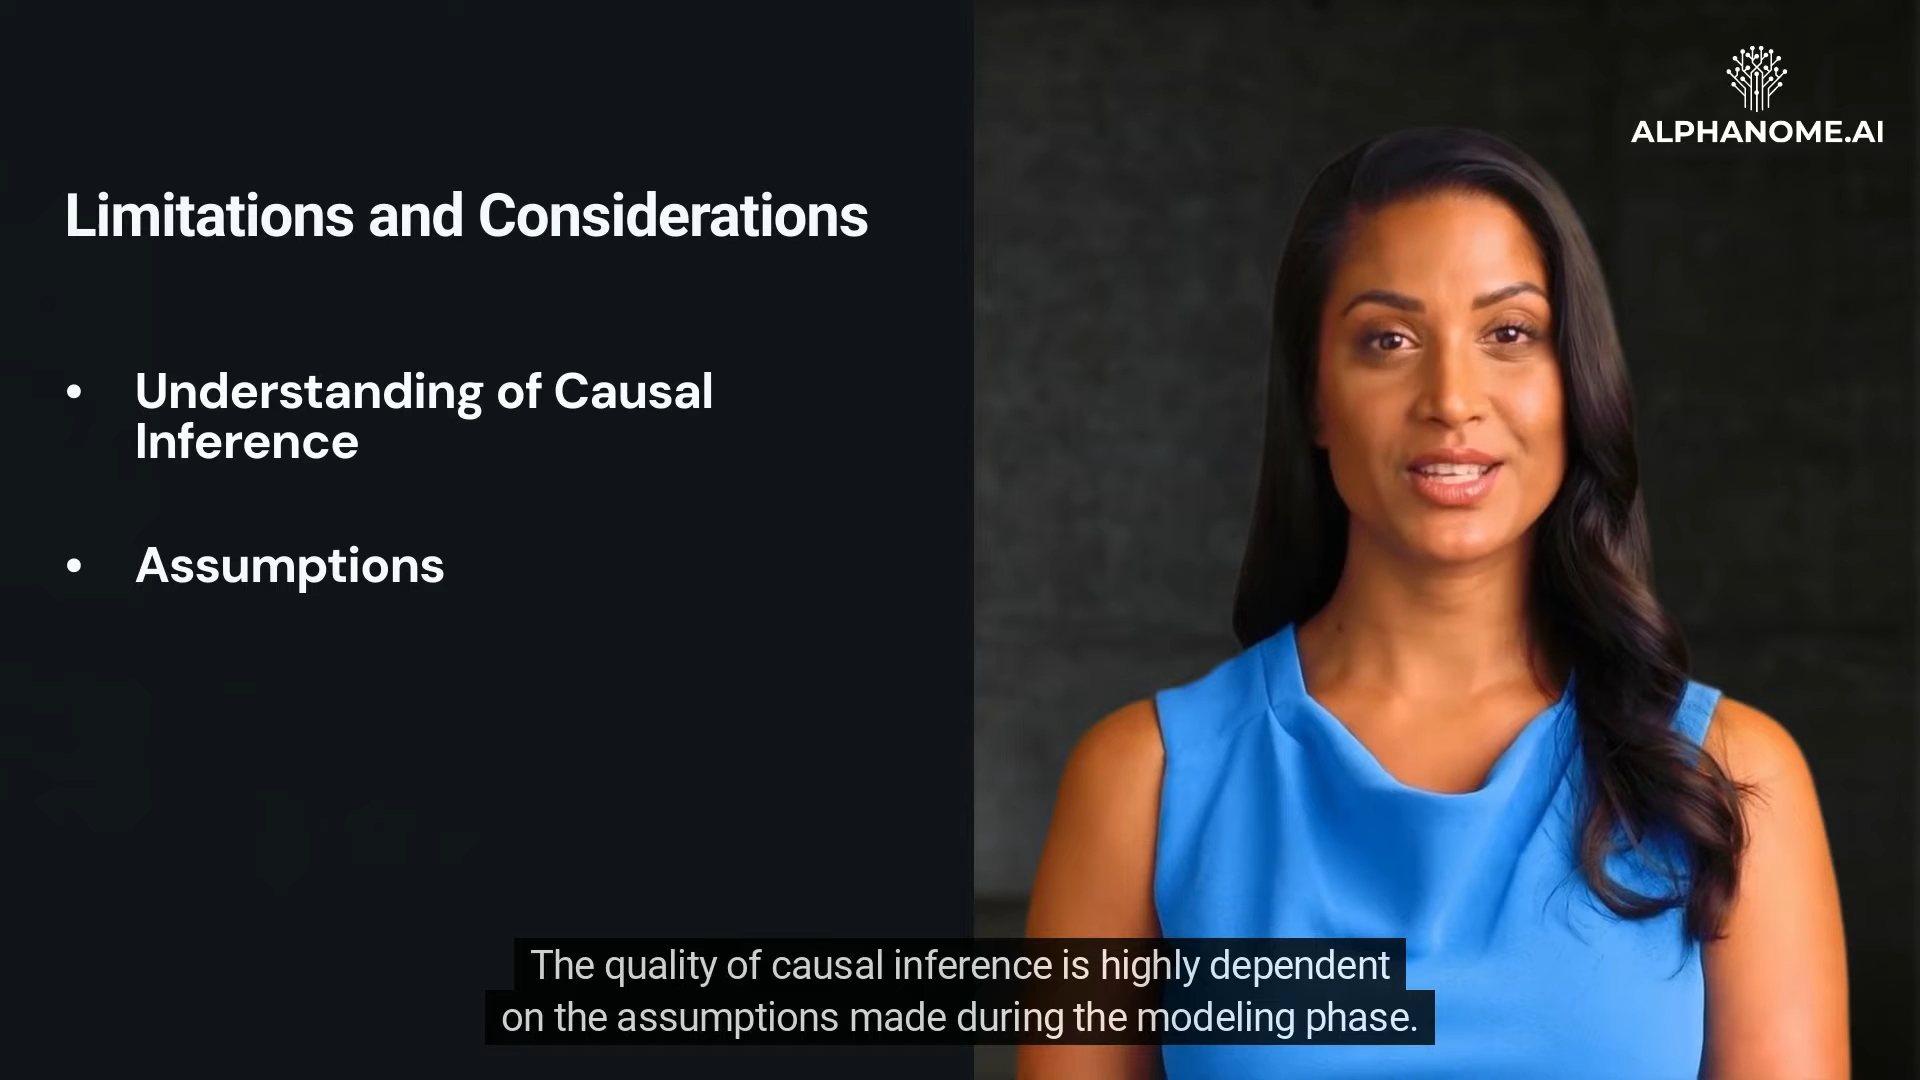 ALPHANOME.AI
Limitations and Considerations
• Understanding of Causal
Inference
• Assumptions
The quality of causal inference is highly dependent
on the assumptions made during the modeling phase.